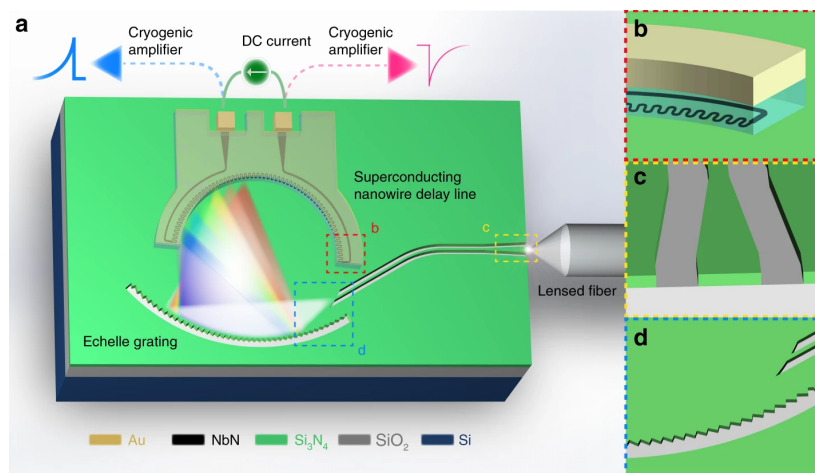 a
Cryogenic
amplifier
DC current
Cryogenic
amplifier
Superconducting
nanowire delay
line
b
c
Lensed fiber
Echelle grating
d
Au
NbN
Si₃N₄
SiO₂
Si
b
c
d